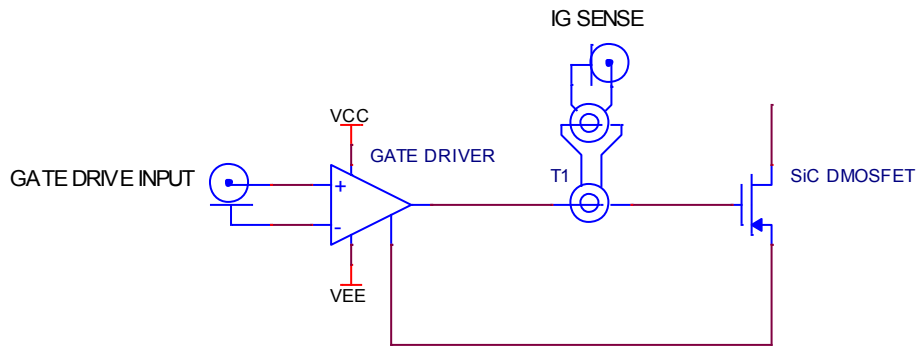 IG SENSE
VCC
GATE DRIVER
GATE DRIVE INPUT
+
-
T1
SiC DMOSFET
VEE